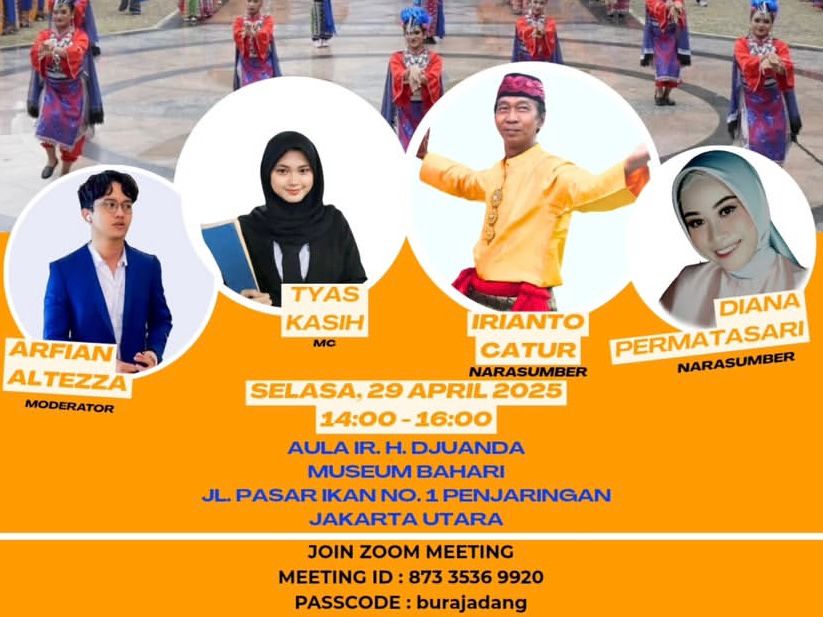 TYAS
KASIH
MC
IRIANTO
CATUR
NARASUMBER
DIANA
PERMATASARI
NARASUMBER
ARFIAN
ALTEZZA
MODERATOR
SELASA, 29 APRIL 2025
14:00 - 16:00
AULA IR. H. DJUANDA
MUSEUM BAHARI
JL. PASAR IKAN NO. 1 PENJARINGAN
JAKARTA UTARA
JOIN ZOOM MEETING
MEETING ID : 873 3536 9920
PASSCODE : burajadang